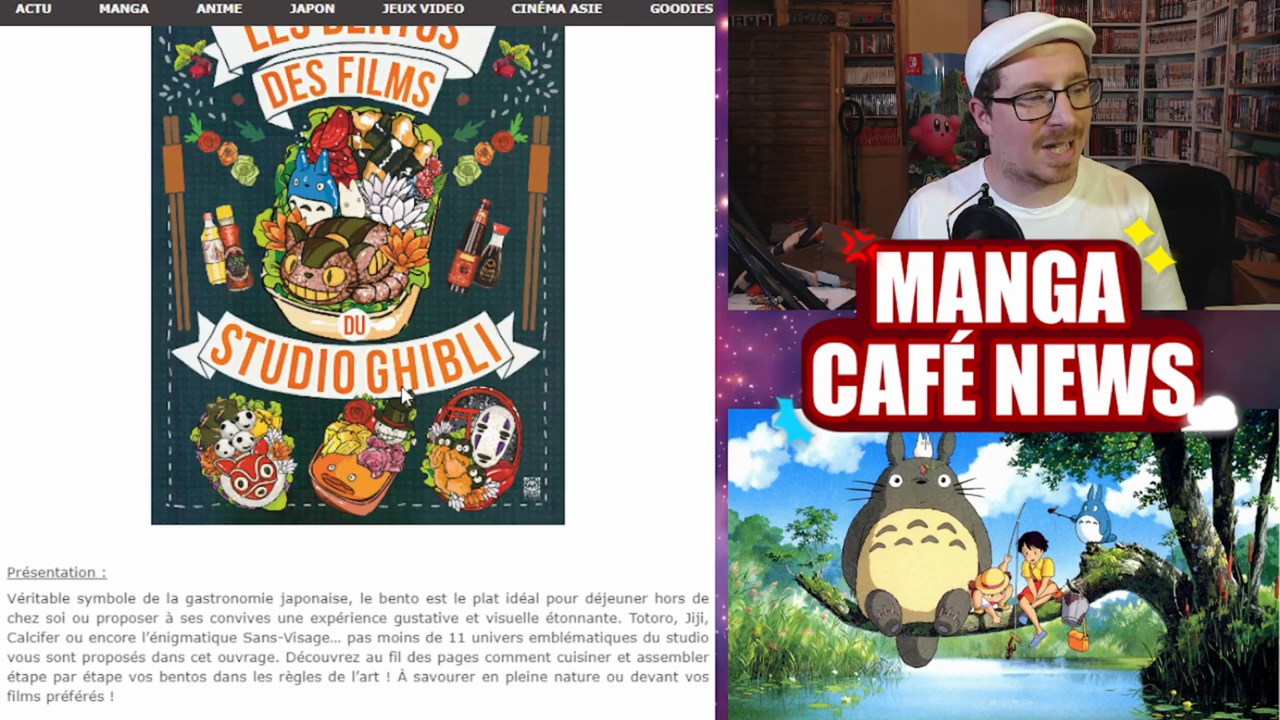 ACTU MANGA ANIME JAPON JEUX VIDEO CINÉMA ASIE GOODIES
LES BENTOS
DES FILMS
DU
STUDIO GHIBLI
MANGA
CAFÉ NEWS
Présentation :
Véritable symbole de la gastronomie japonaise, le bento est le plat idéal pour déjeuner hors de
chez soi ou proposer à ses convives une expérience gustative et visuelle étonnante. Totoro, Jiji,
Calcifer ou encore l'énigmatique Sans-Visage... pas moins de 11 univers emblématiques du studio
vous sont proposés dans cet ouvrage. Découvrez au fil des pages comment cuisiner et assembler
étape par étape vos bentos dans les règles de l'art ! À savourer en pleine nature ou devant vos
films préférés !